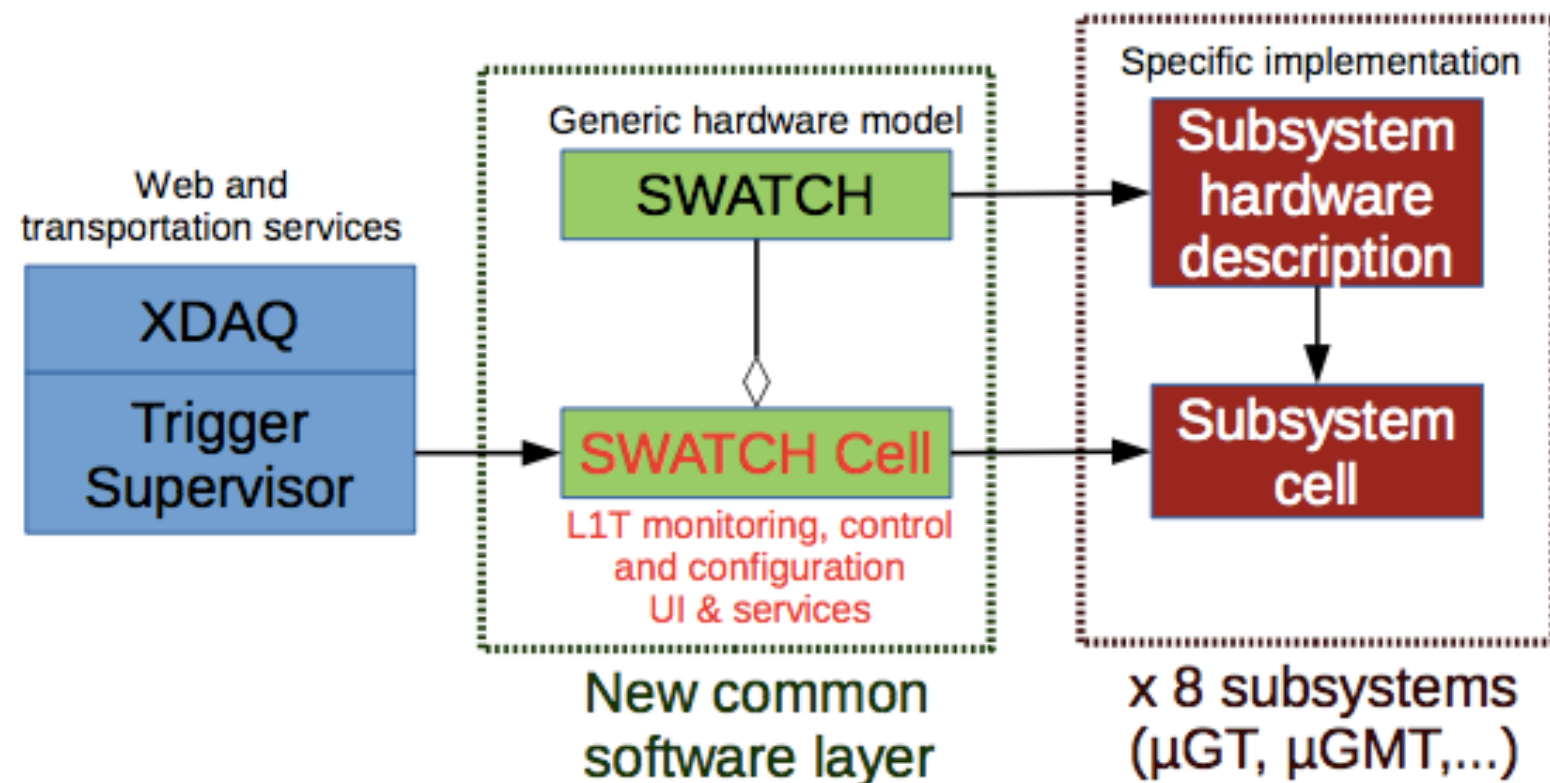 Web and
transportation services
XDAQ
Trigger
Supervisor
Generic hardware model
SWATCH
SWATCH Cell
L1T monitoring, control
and configuration
UI & services
New common
software layer
Specific implementation
Subsystem
hardware
description
Subsystem
cell
x 8 subsystems
(μGT, μGMT,...)